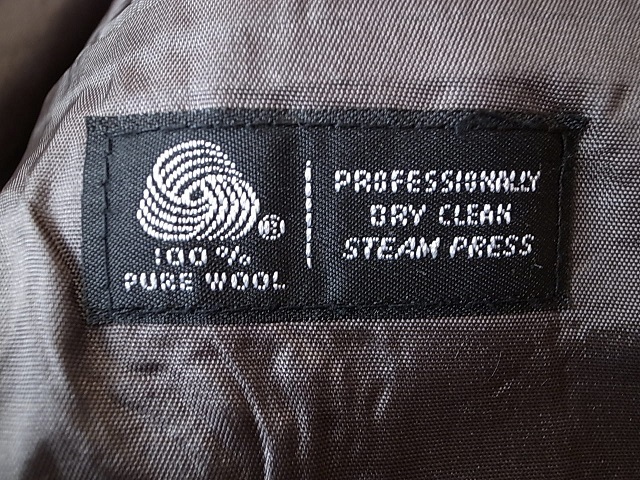 ®
100%
PURE WOOL
PROFESSIONALLY
DRY CLEAN
STEAM PRESS